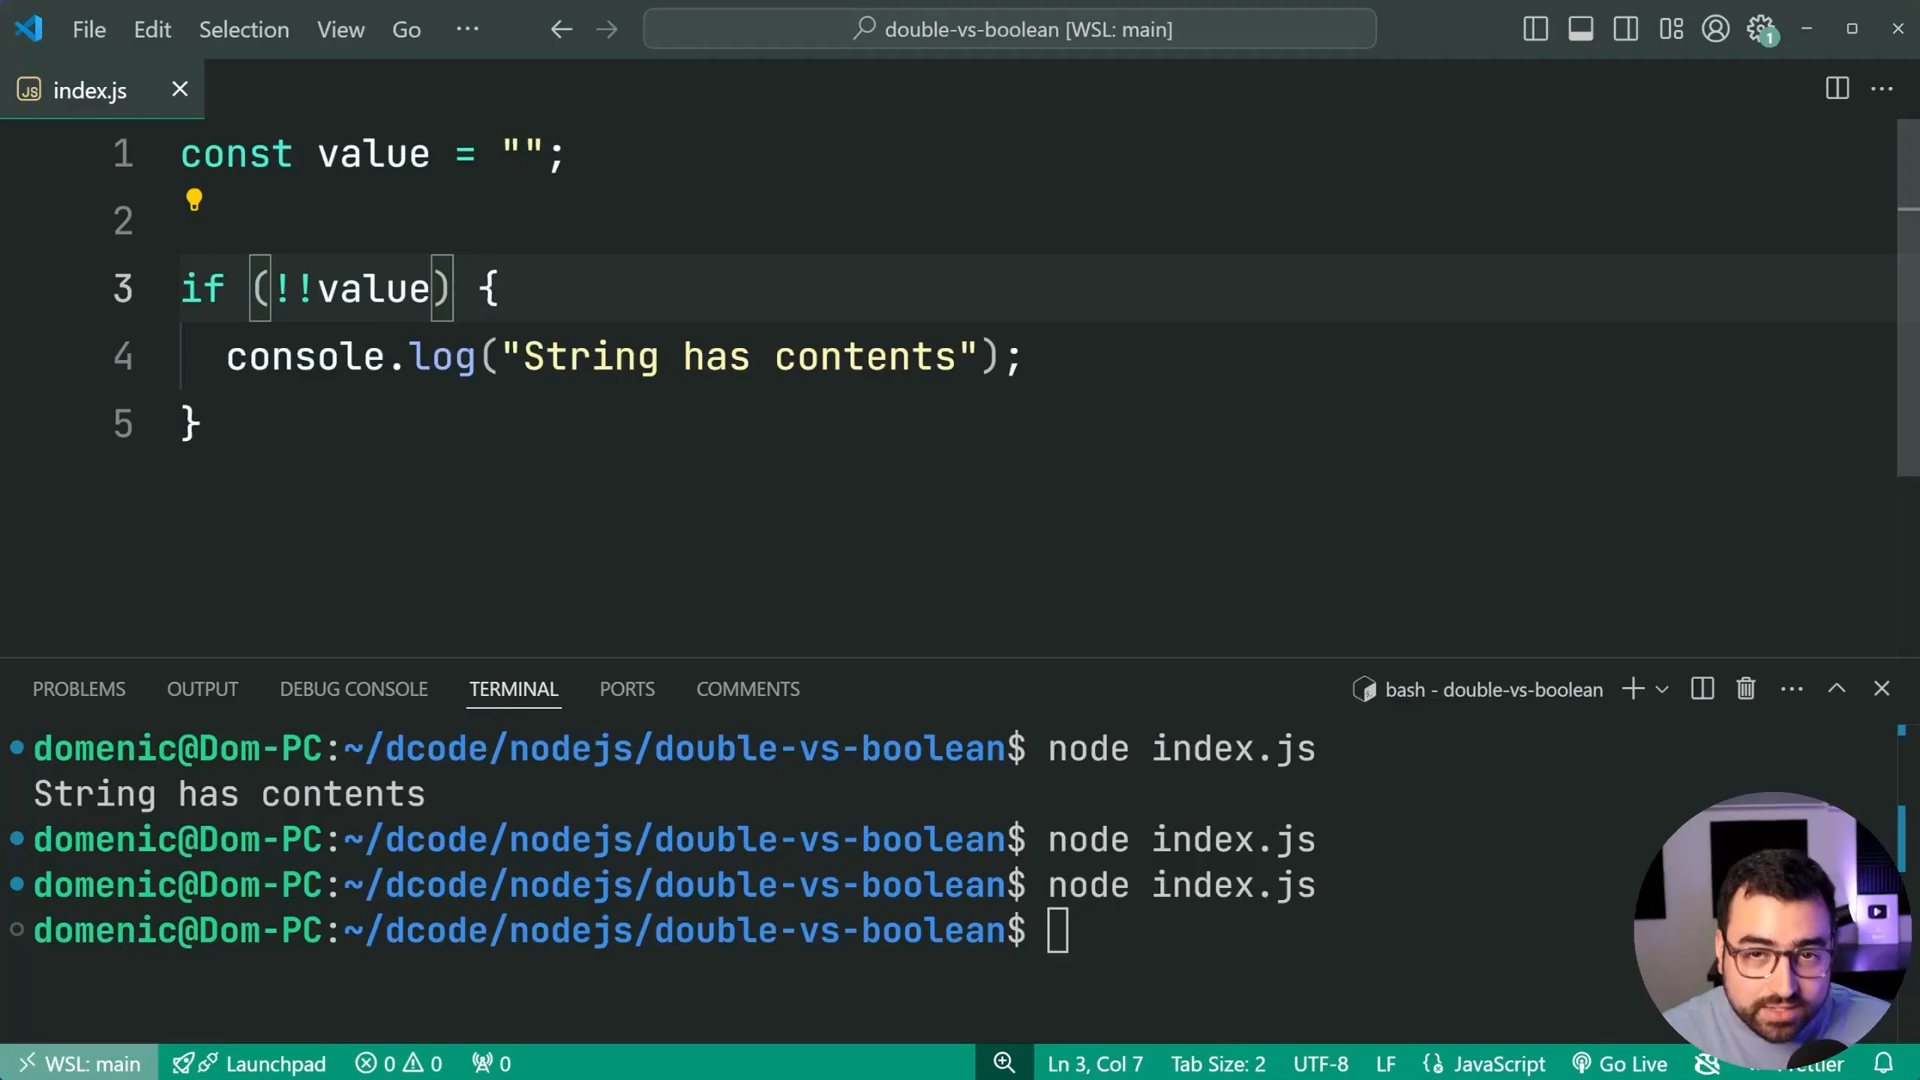 File Edit Selection View Go ···
double-vs-boolean [WSL: main]
1
JS index.js
1 const value = "";
2
3 if (!!value) {
4 console.log("String has contents");
5 }
PROBLEMS OUTPUT DEBUG CONSOLE TERMINAL PORTS COMMENTS
bash - double-vs-boolean
domenic@Dom-PC:~/dcode/nodejs/double-vs-boolean$ node index.js
String has contents
domenic@Dom-PC:~/dcode/nodejs/double-vs-boolean$ node index.js
domenic@Dom-PC:~/dcode/nodejs/double-vs-boolean$ node index.js
domenic@Dom-PC:~/dcode/nodejs/double-vs-boolean$
WSL: main Launchpad 0 0 0 Ln 3, Col 7 Tab Size: 2 UTF-8 LF {} JavaScript Go Live